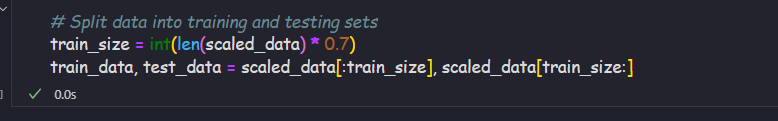 # Split data into training and testing sets
train_size = int(len(scaled_data) * 0.7)
train_data, test_data = scaled_data[:train_size], scaled_data[train_size:]
] ✓ 0.0s